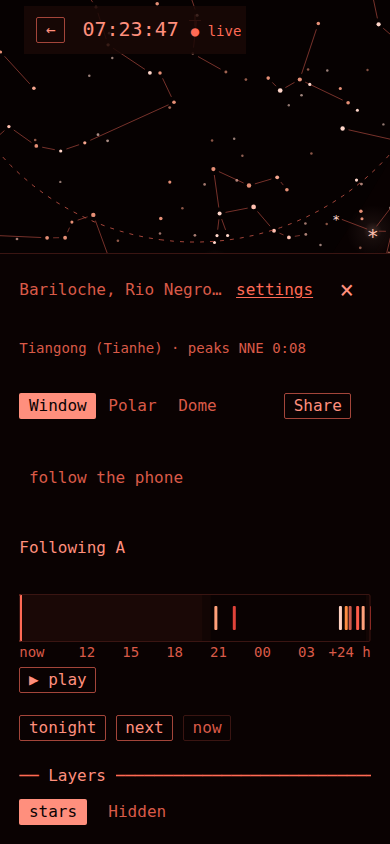 ← 07:23:47 ● live
Bariloche, Rio Negro… settings ×
Tiangong (Tianhe) · peaks NNE 0:08
Window Polar Dome Share
follow the phone
Following A
now 12 15 18 21 00 03 +24 h
▶ play
tonight next now
Layers
stars Hidden